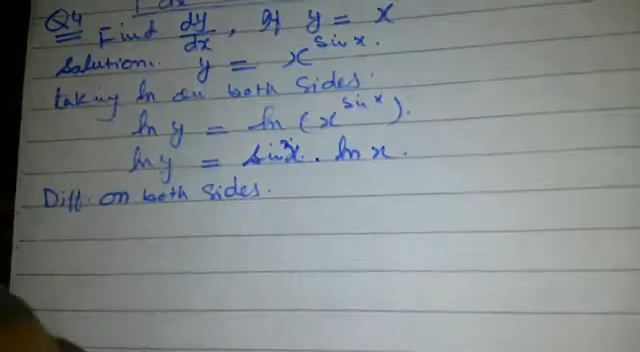 Q4 Find dy/dx, if y = x
Solution.. y = x^sin x.
taking ln on both sides.
ln y = ln (x^sin x).
ln y = sin x . ln x.
Diff. on both sides.